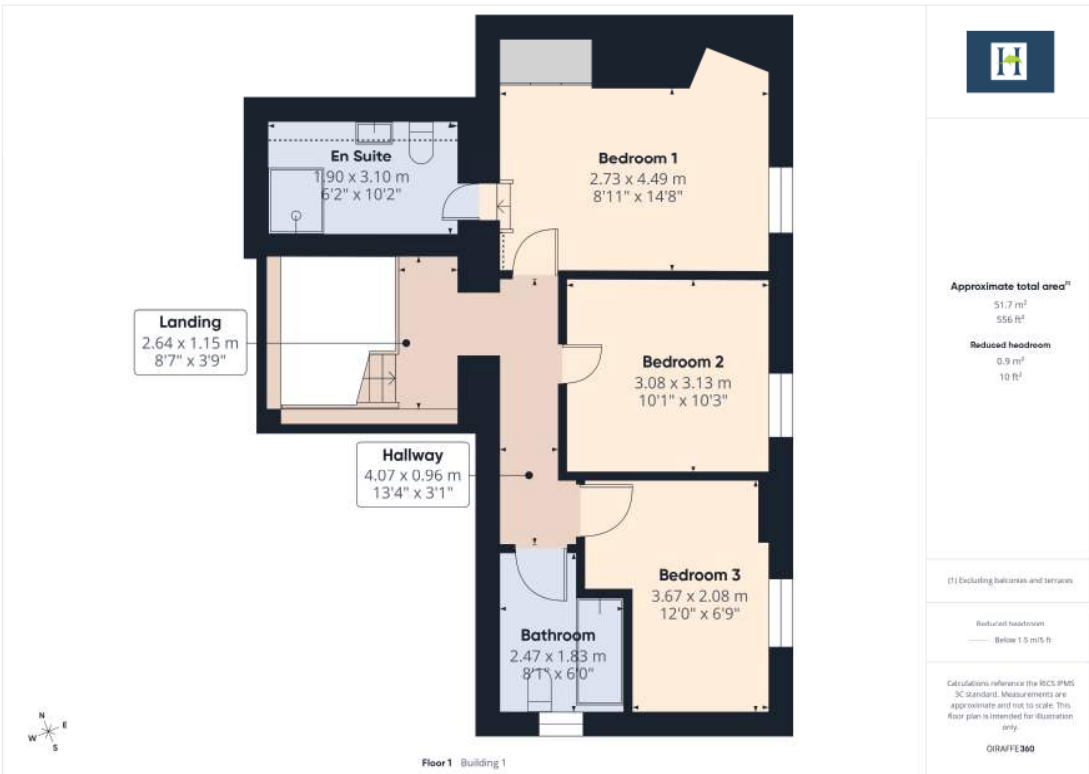 En Suite
1.90 x 3.10 m
6'2" x 10'2"
Bedroom 1
2.73 x 4.49 m
8'11" x 14'8"
Landing
2.64 x 1.15 m
8'7" x 3'9"
Bedroom 2
3.08 x 3.13 m
10'1" x 10'3"
Hallway
4.07 x 0.96 m
13'4" x 3'1"
Bedroom 3
3.67 x 2.08 m
12'0" x 6'9"
Bathroom
2.47 x 1.83 m
8'1" x 6'0"
N
E
W
S
Floor 1 Building 1
H
Approximate total area(1)
51.7 m²
556 ft²
Reduced headroom
0.9 m²
10 ft²
(1) Excluding balconies and terraces
Reduced headroom
Below 1.5 m/5 ft
Calculations reference the RICS IPMS
3C standard. Measurements are
approximate and not to scale. This
floor plan is intended for illustration
only.
GIRAFFE360